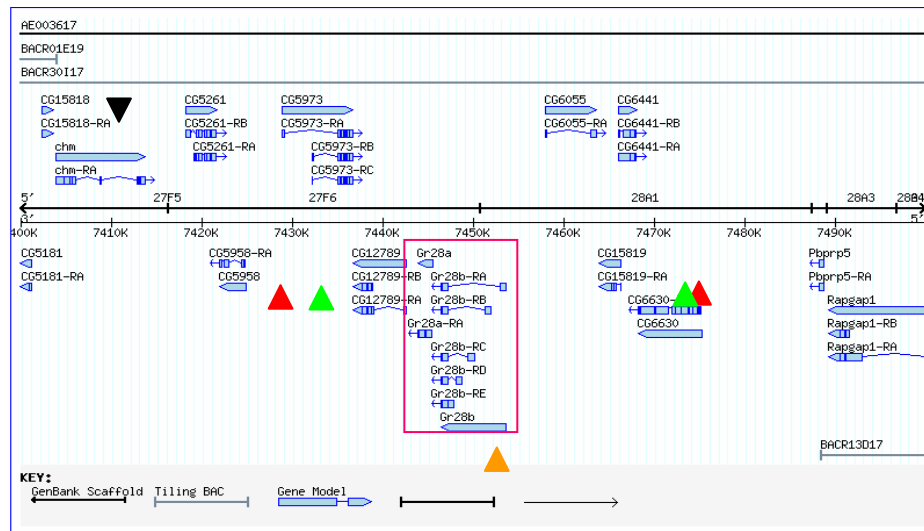 AE003617
BACR01E19
BACR30I17
CG15818 CG5261 CG5973 CG6055 CG6441
CG15818-RA CG5261-RB CG5973-RA CG6055-RA CG6441-RB
chm CG5261-RA CG5973-RB CG6441-RA
chm-RA CG5973-RC
5' 27F5 27F6 28A1 28A3
3' 5'
400K 7410K 7420K 7430K 7440K 7450K 7460K 7470K 7480K 7490K
CG5181 CG5958-RA CG12789 Gr28a CG15819 Pbprp5
CG5181-RA CG5958 CG12789-RB Gr28b-RA CG15819-RA Pbprp5-RA
CG12789-RA Gr28b-RB CG6630- Rapgap1
Gr28a-RA CG6630 Rapgap1-RB
Gr28b-RC Rapgap1-RA
Gr28b-RD
Gr28b-RE
Gr28b
BACR13D17
KEY:
GenBank Scaffold Tiling BAC Gene Model